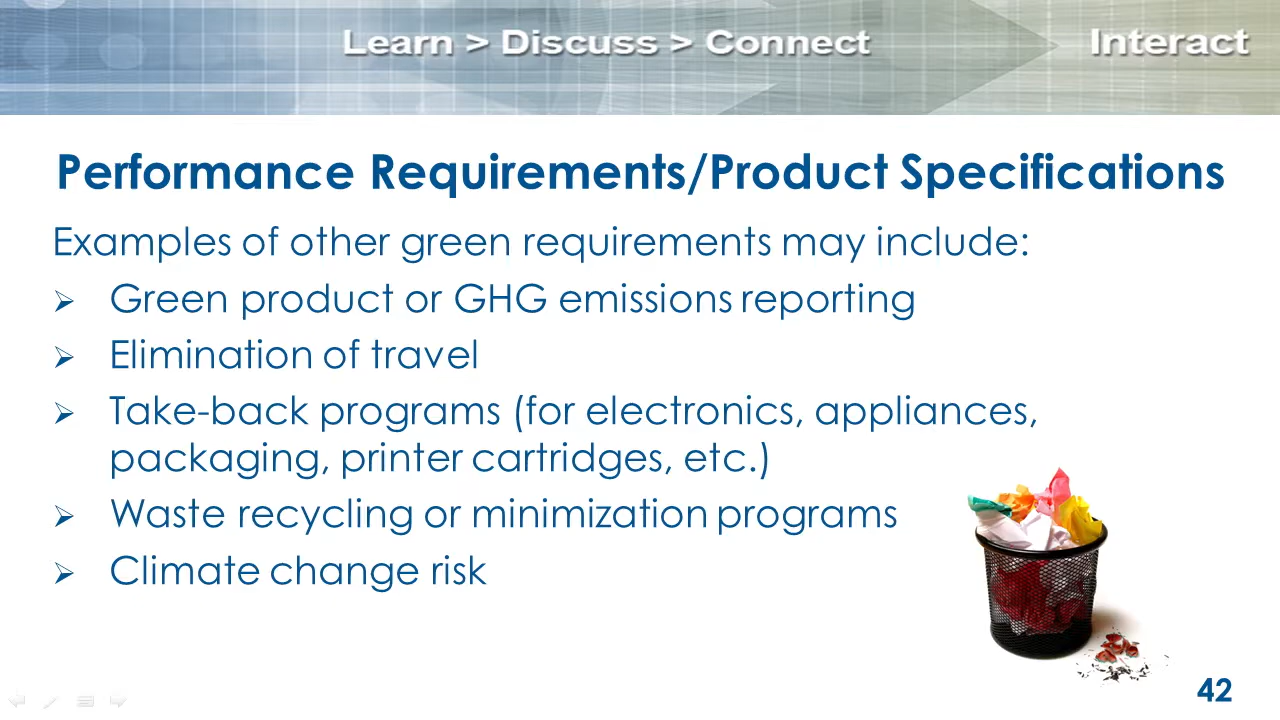 Learn > Discuss > Connect
Interact
Performance Requirements/Product Specifications
Examples of other green requirements may include:
Green product or GHG emissions reporting
Elimination of travel
Take-back programs (for electronics, appliances,
packaging, printer cartridges, etc.)
Waste recycling or minimization programs
Climate change risk
42